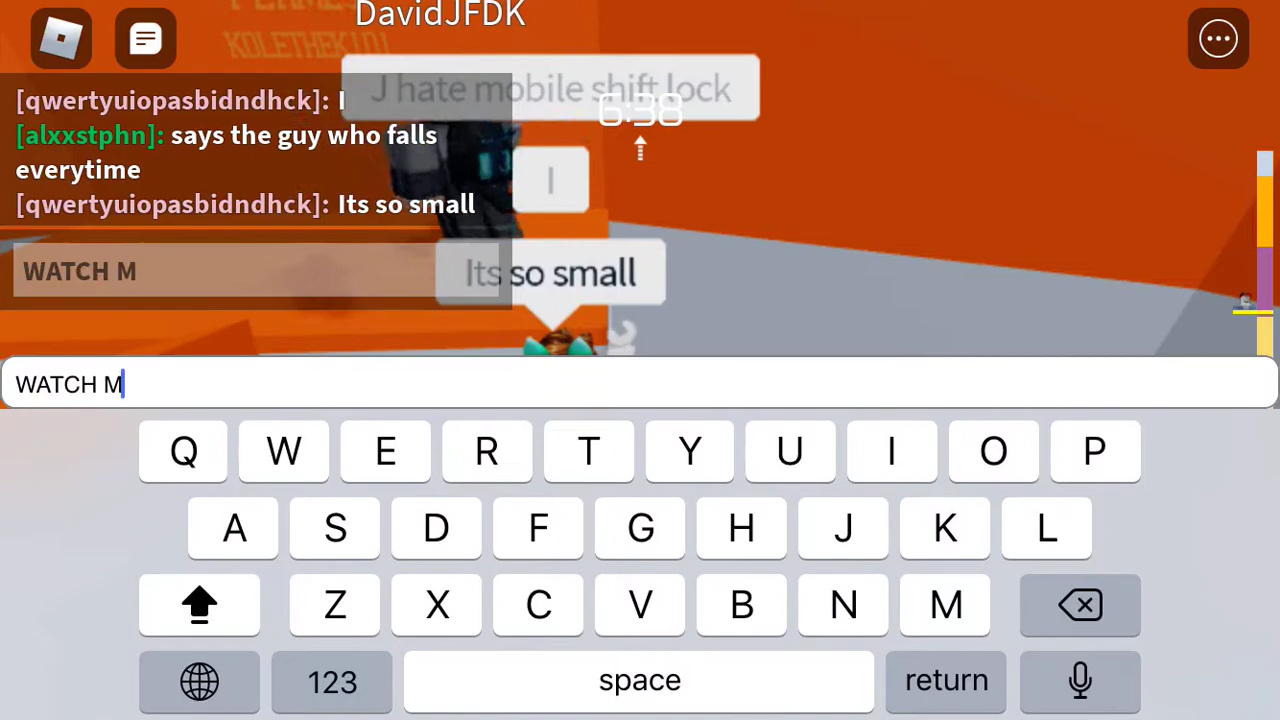 DavidJFDK
KOLETHEK1D1
J hate mobile shift lock
[qwertyuiopasbidndhck]: I
6:38
[alxxstphn]: says the guy who falls
everytime
I
[qwertyuiopasbidndhck]: Its so small
WATCH M
Its so small
WATCH M
Q W E R T Y U I O P
A S D F G H J K L
Z X C V B N M
123 space return